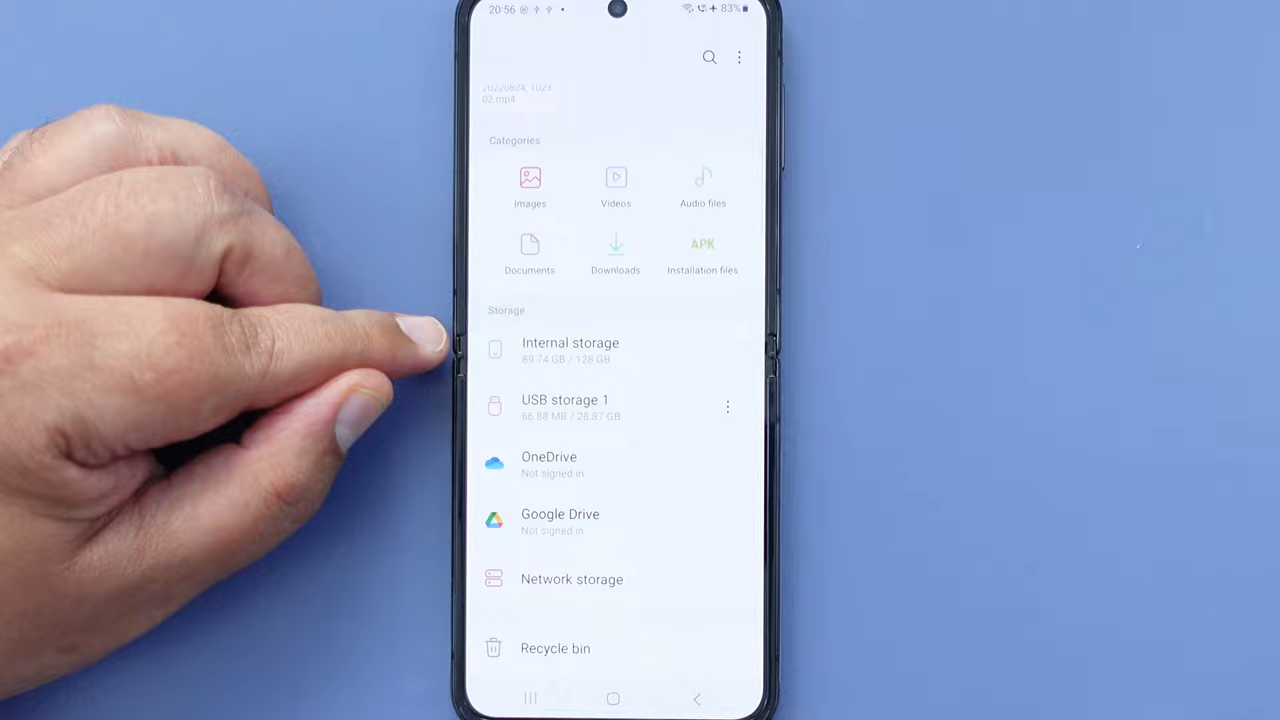 20:56
83%
20220824_1023
02.mp4
Categories
Images
Videos
Audio files
Documents
APK
Downloads
Installation files
Storage
Internal storage
89.74 GB / 128 GB
USB storage 1
66.88 MB / 28.87 GB
OneDrive
Not signed in
Google Drive
Not signed in
Network storage
Recycle bin